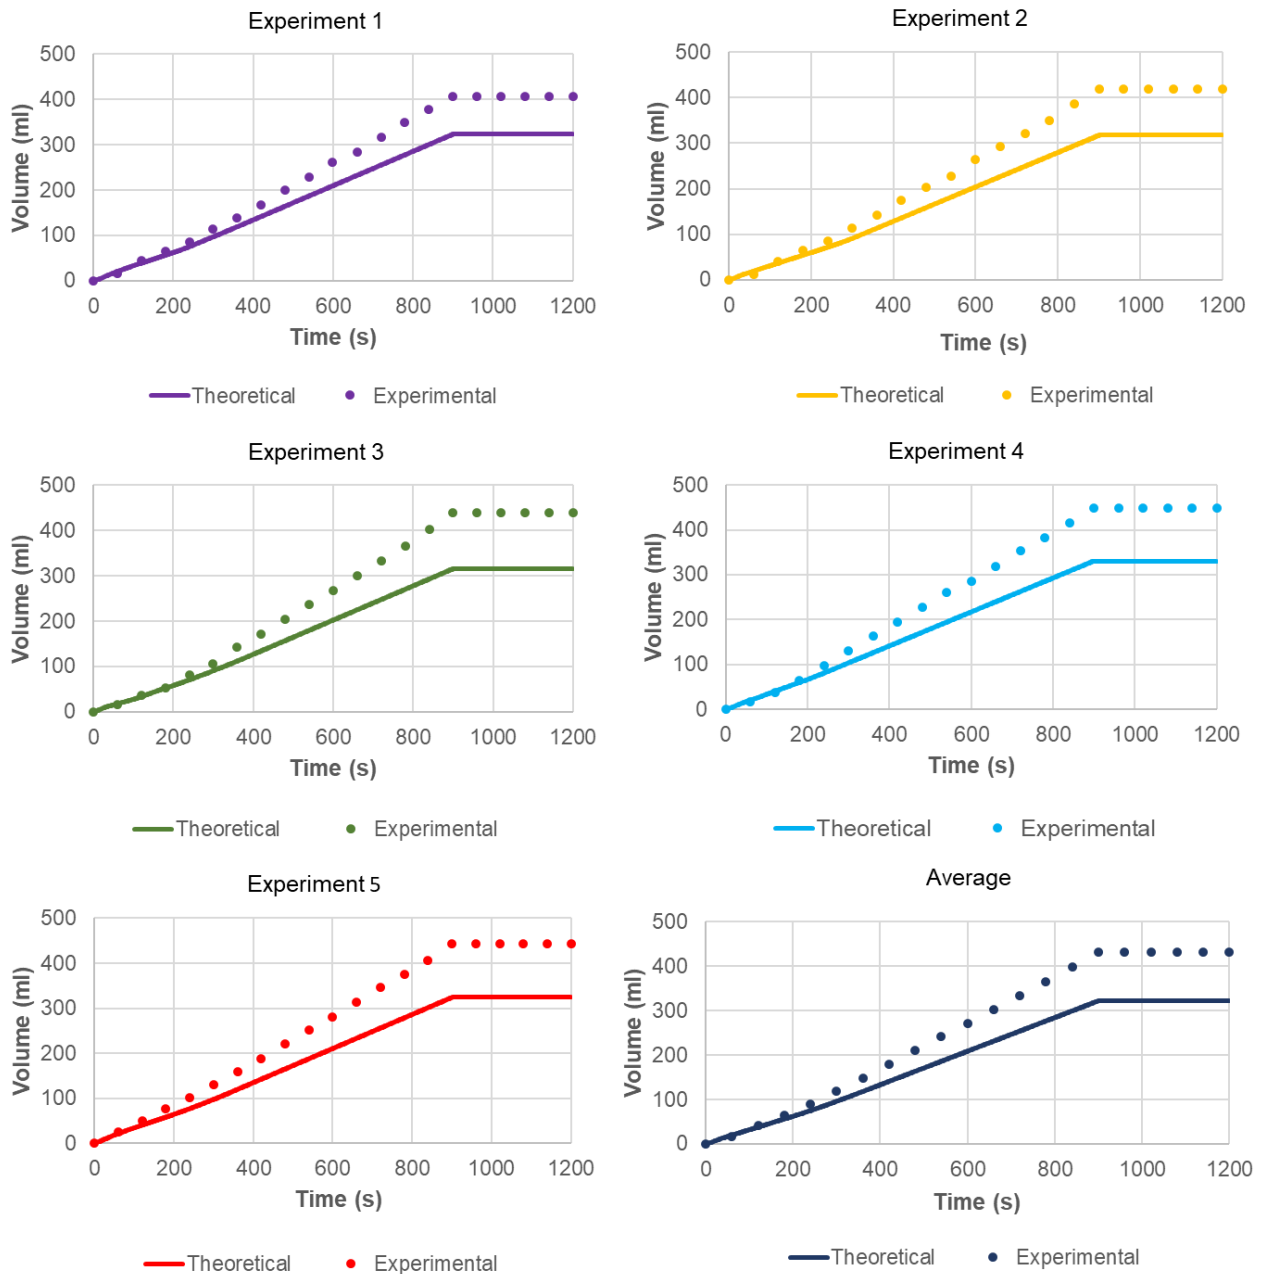 Experiment 1
500
400
300
200
100
0
Volume (ml)
0 200 400 600 800 1000 1200
Time (s)
Theoretical Experimental
Experiment 2
500
400
300
200
100
0
Volume (ml)
0 200 400 600 800 1000 1200
Time (s)
Theoretical Experimental
Experiment 3
500
400
300
200
100
0
Volume (ml)
0 200 400 600 800 1000 1200
Time (s)
Theoretical Experimental
Experiment 4
500
400
300
200
100
0
Volume (ml)
0 200 400 600 800 1000 1200
Time (s)
Theoretical Experimental
Experiment 5
500
400
300
200
100
0
Volume (ml)
0 200 400 600 800 1000 1200
Time (s)
Theoretical Experimental
Average
500
400
300
200
100
0
Volume (ml)
0 200 400 600 800 1000 1200
Time (s)
Theoretical Experimental